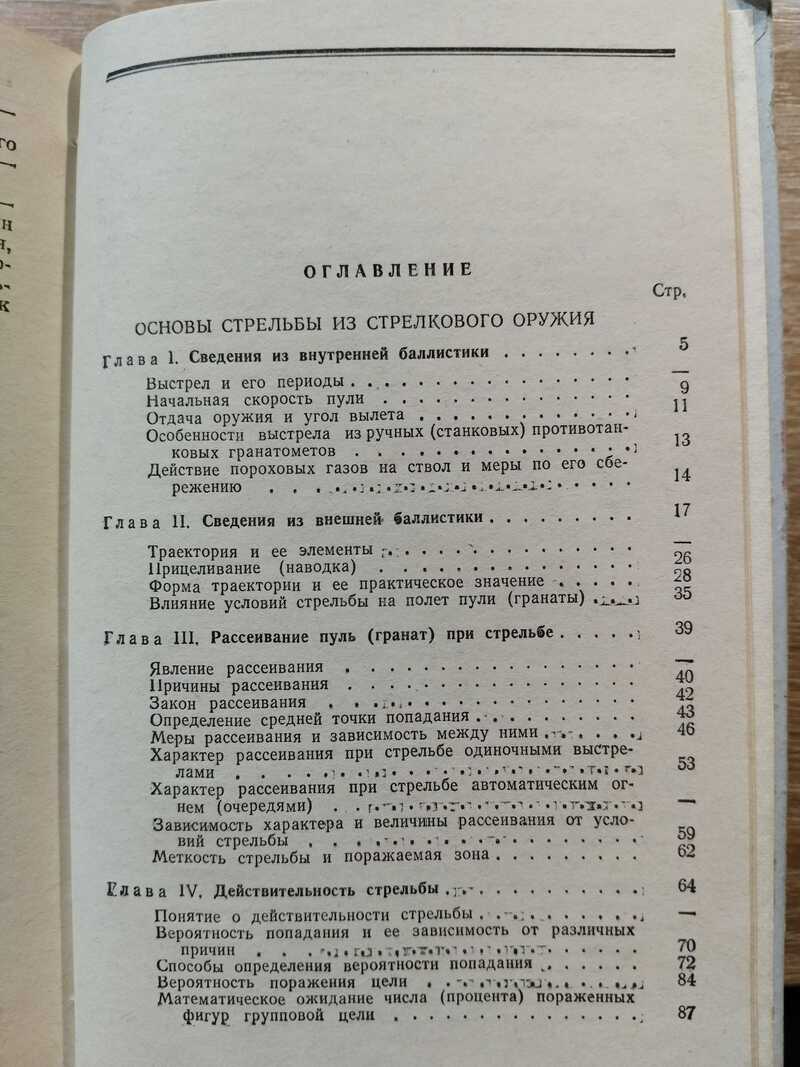 го
н
к
ОГЛАВЛЕНИЕ
Стр.
ОСНОВЫ СТРЕЛЬБЫ ИЗ СТРЕЛКОВОГО ОРУЖИЯ
Глава I. Сведения из внутренней баллистики . . . . . . . . 5
Выстрел и его периоды . . . . . . . . . . . . . . . —
Начальная скорость пули . . . . . . . . . . . . . . 9
Отдача оружия и угол вылета . . . . . . . . . . . . 11
Особенности выстрела из ручных (станковых) противотан-
ковых гранатометов . . . . . . . . . . . . . . . 13
Действие пороховых газов на ствол и меры по его сбе-
режению . . . . . . . . . . . . . . . . . . . . 14
Глава II. Сведения из внешней баллистики . . . . . . . . . 17
Траектория и ее элементы . . . . . . . . . . . . . . —
Прицеливание (наводка) . . . . . . . . . . . . . . 26
Форма траектории и ее практическое значение . . . . . 28
Влияние условий стрельбы на полет пули (гранаты) . . . 35
Глава III. Рассеивание пуль (гранат) при стрельбе . . . . . 39
Явление рассеивания . . . . . . . . . . . . . . . . —
Причины рассеивания . . . . . . . . . . . . . . . . 40
Закон рассеивания . . . . . . . . . . . . . . . . . 42
Определение средней точки попадания . . . . . . . . . 43
Меры рассеивания и зависимость между ними . . . . . . 46
Характер рассеивания при стрельбе одиночными выстре-
лами . . . . . . . . . . . . . . . . . . . . . . 53
Характер рассеивания при стрельбе автоматическим ог-
нем (очередями) . . . . . . . . . . . . . . . . . —
Зависимость характера и величины рассеивания от усло-
вий стрельбы . . . . . . . . . . . . . . . . . . 59
Меткость стрельбы и поражаемая зона . . . . . . . . . 62
Глава IV. Действительность стрельбы . . . . . . . . . . . . 64
Понятие о действительности стрельбы . . . . . . . . . —
Вероятность попадания и ее зависимость от различных
причин . . . . . . . . . . . . . . . . . . . . . 70
Способы определения вероятности попадания . . . . . . 72
Вероятность поражения цели . . . . . . . . . . . . . 84
Математическое ожидание числа (процента) пораженных
фигур групповой цели . . . . . . . . . . . . . . . 87